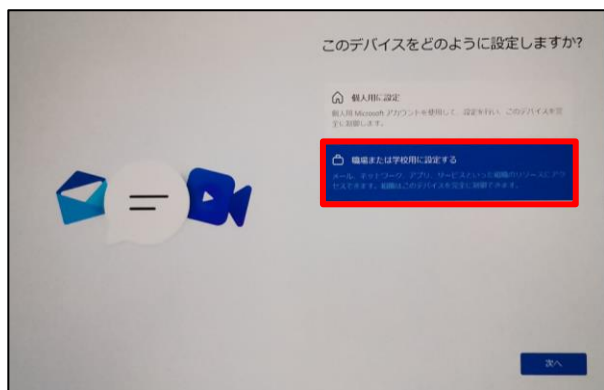 このデバイスをどのように設定しますか?
個人用に設定
個人用 Microsoft アカウントを使用して、設定を行い、このデバイスを完
全に制御します。
職場または学校用に設定する
メール、ネットワーク、アプリ、サービスといった組織のリソースにアク
セスできます。組織はこのデバイスを完全に制御できます。
次へ